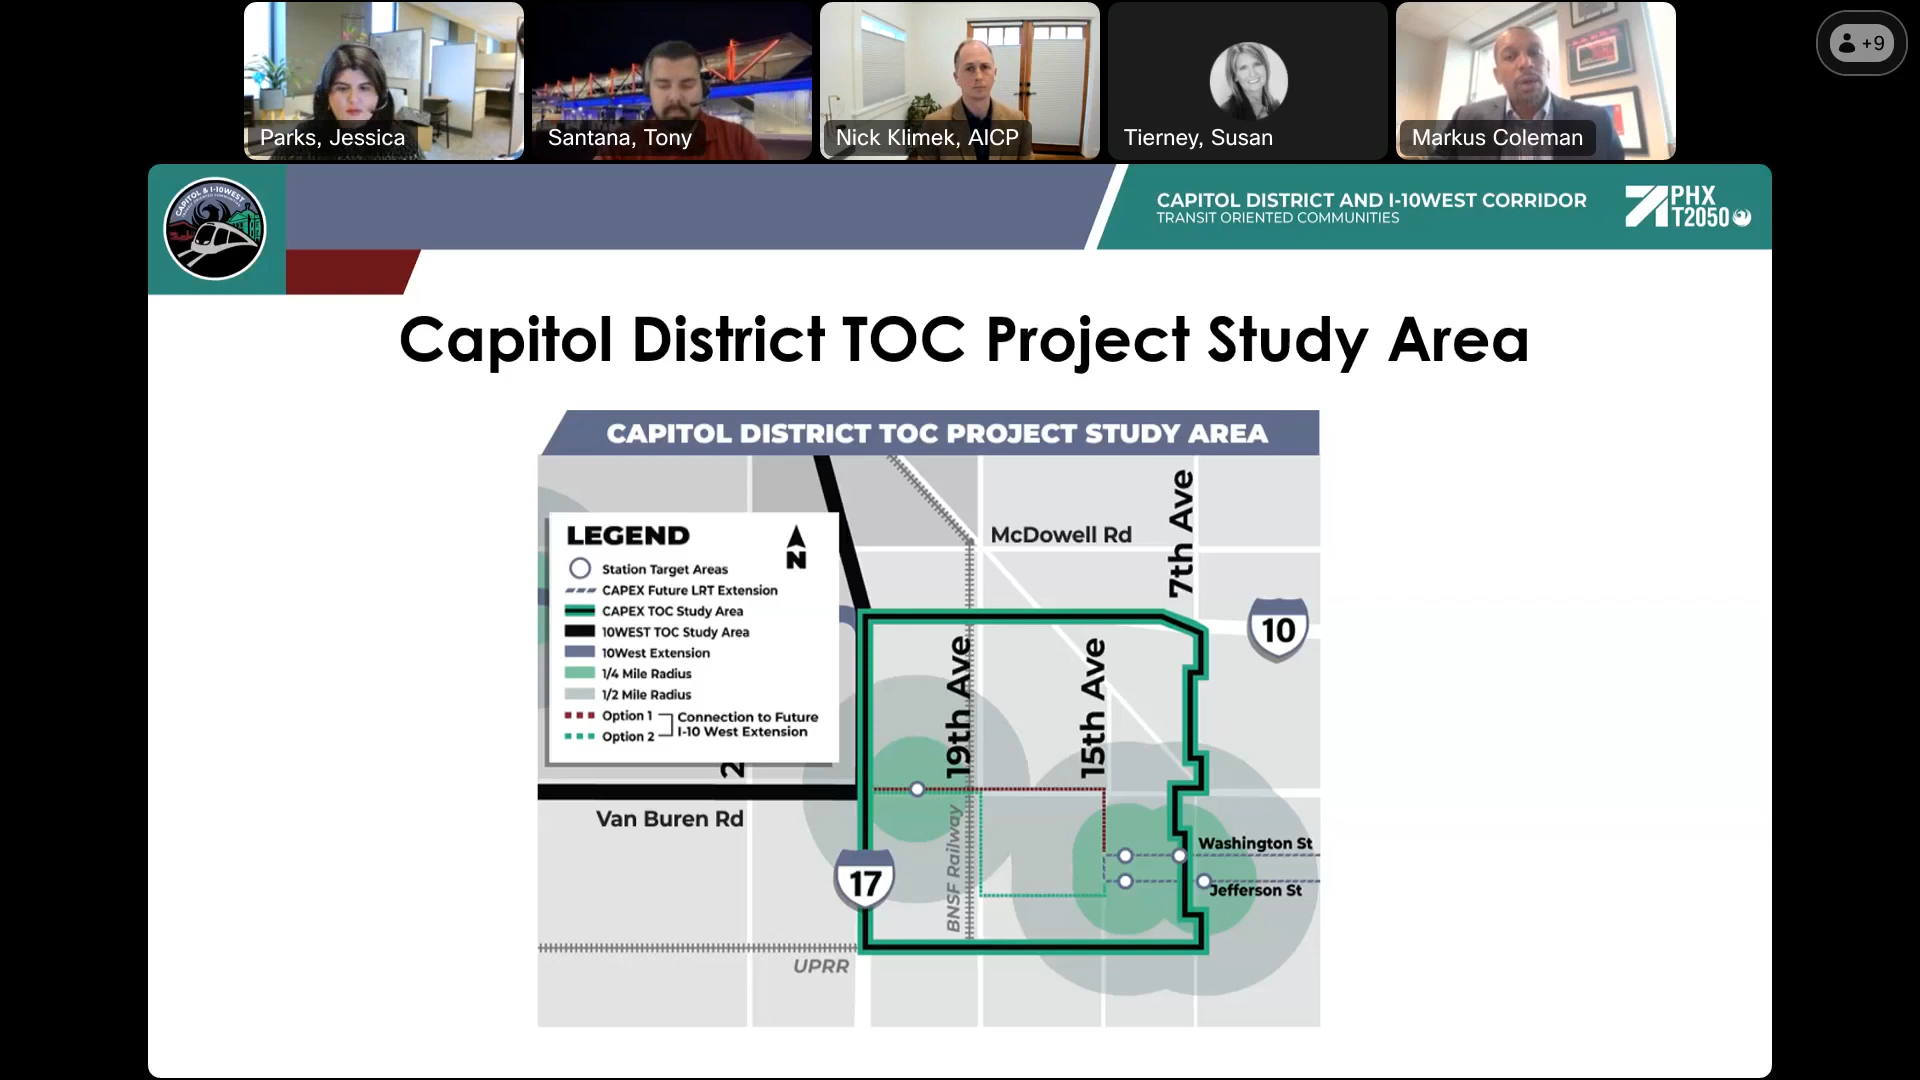 Parks, Jessica
Santana, Tony
Nick Klimek, AICP
Tierney, Susan
Markus Coleman
+9
CAPITOL & I-10WEST
CAPITOL DISTRICT AND I-10WEST CORRIDOR
TRANSIT ORIENTED COMMUNITIES
PHX
T2050
Capitol District TOC Project Study Area
CAPITOL DISTRICT TOC PROJECT STUDY AREA
LEGEND
N
Station Target Areas
CAPEX Future LRT Extension
CAPEX TOC Study Area
10WEST TOC Study Area
10West Extension
1/4 Mile Radius
1/2 Mile Radius
Option 1
Option 2
Connection to Future
I-10 West Extension
McDowell Rd
7th Ave
10
19th Ave
15th Ave
2
Van Buren Rd
17
BNSF Railway
Washington St
Jefferson St
UPRR